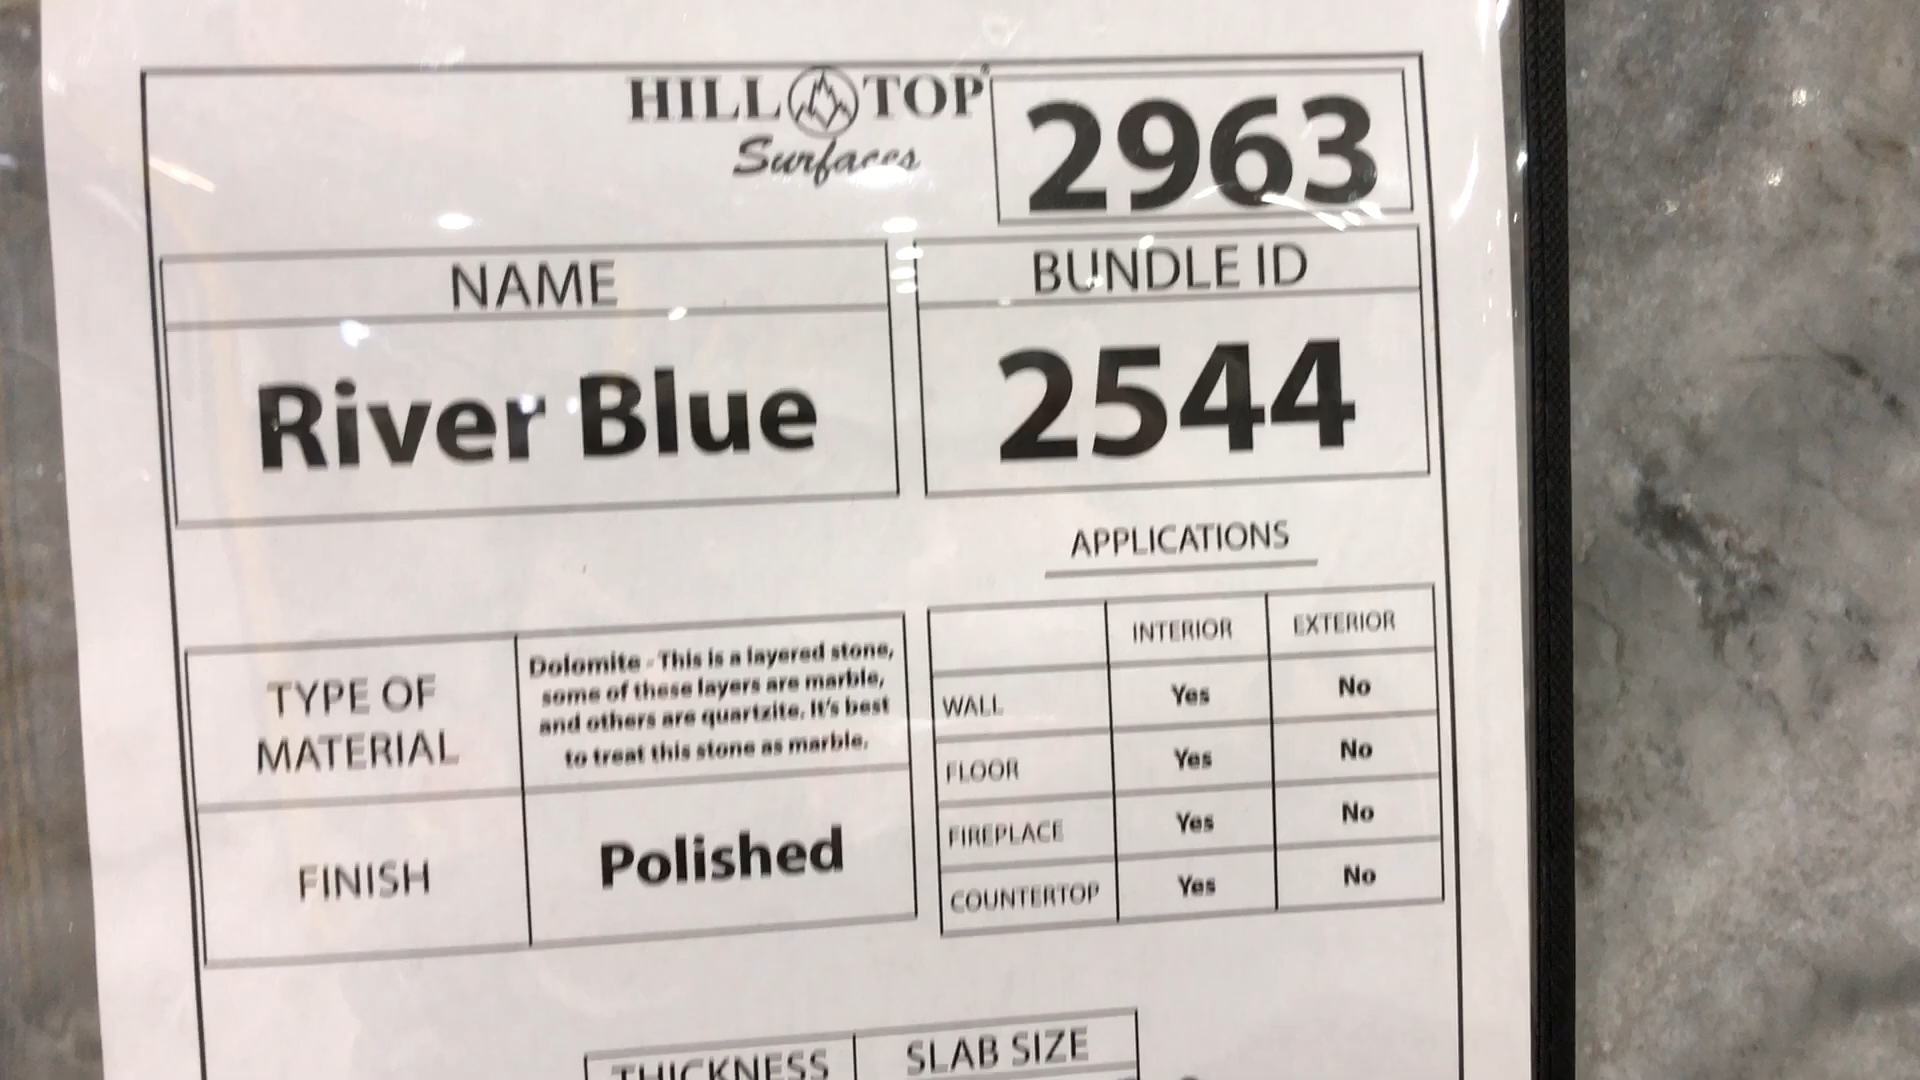 HILL TOP®
Surfaces
2963
NAME
River Blue
BUNDLE ID
2544
APPLICATIONS
TYPE OF
MATERIAL
Dolomite - This is a layered stone,
some of these layers are marble,
and others are quartzite. It's best
to treat this stone as marble.
FINISH
Polished
INTERIOR EXTERIOR
WALL Yes No
FLOOR Yes No
FIREPLACE Yes No
COUNTERTOP Yes No
THICKNESS SLAB SIZE